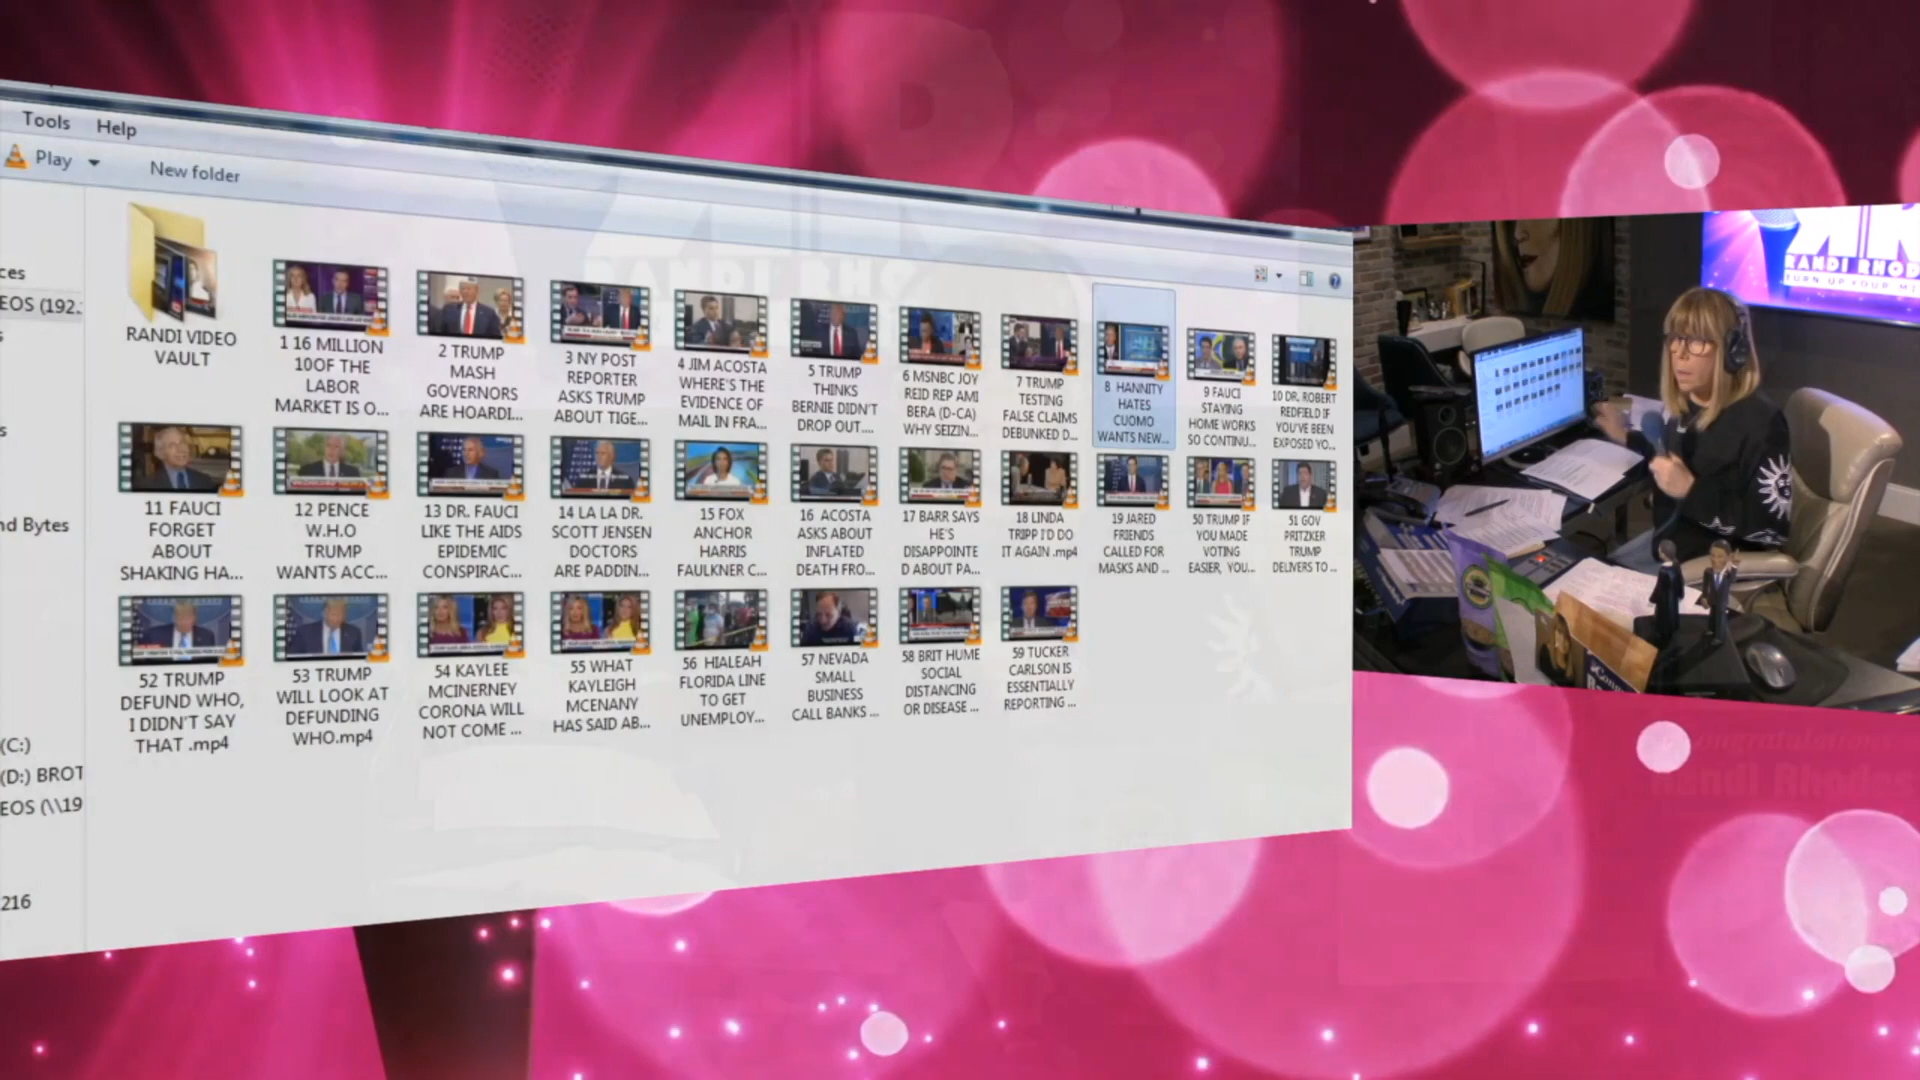 Tools Help
Play New folder
ces
EOS (192.
s
s
nd Bytes
(C:)
(D:) BROT
EOS (\\19
216
RANDI VIDEO
VAULT
1 16 MILLION
10OF THE
LABOR
MARKET IS O...
2 TRUMP
MASH
GOVERNORS
ARE HOARDI...
3 NY POST
REPORTER
ASKS TRUMP
ABOUT TIGE...
4 JIM ACOSTA
WHERE'S THE
EVIDENCE OF
MAIL IN FRA...
5 TRUMP
THINKS
BERNIE DIDN'T
DROP OUT....
6 MSNBC JOY
REID REP AMI
BERA (D-CA)
WHY SEIZIN...
7 TRUMP
TESTING
FALSE CLAIMS
DEBUNKED D...
8 HANNITY
HATES
CUOMO
WANTS NEW...
9 FAUCI
STAYING
HOME WORKS
SO CONTINU...
10 DR. ROBERT
REDFIELD IF
YOU'VE BEEN
EXPOSED YO...
11 FAUCI
FORGET
ABOUT
SHAKING HA...
12 PENCE
W.H.O
TRUMP
WANTS ACC...
13 DR. FAUCI
LIKE THE AIDS
EPIDEMIC
CONSPIRAC...
14 LA LA DR.
SCOTT JENSEN
DOCTORS
ARE PADDIN...
15 FOX
ANCHOR
HARRIS
FAULKNER C...
16 ACOSTA
ASKS ABOUT
INFLATED
DEATH FRO...
17 BARR SAYS
HE'S
DISAPPOINTE
D ABOUT PA...
18 LINDA
TRIPP I'D DO
IT AGAIN .mp4
19 JARED
FRIENDS
CALLED FOR
MASKS AND ...
50 TRUMP IF
YOU MADE
VOTING
EASIER, YOU...
51 GOV
PRITZKER
TRUMP
DELIVERS TO ...
52 TRUMP
DEFUND WHO,
I DIDN'T SAY
THAT .mp4
53 TRUMP
WILL LOOK AT
DEFUNDING
WHO.mp4
54 KAYLEE
MCINERNEY
CORONA WILL
NOT COME ...
55 WHAT
KAYLEIGH
MCENANY
HAS SAID AB...
56 HIALEAH
FLORIDA LINE
TO GET
UNEMPLOY...
57 NEVADA
SMALL
BUSINESS
CALL BANKS ...
58 BRIT HUME
SOCIAL
DISTANCING
OR DISEASE ...
59 TUCKER
CARLSON IS
ESSENTIALLY
REPORTING ...
RANDI RHOD
TURN UP YOUR MI
Congratulations
Randi Rhodes